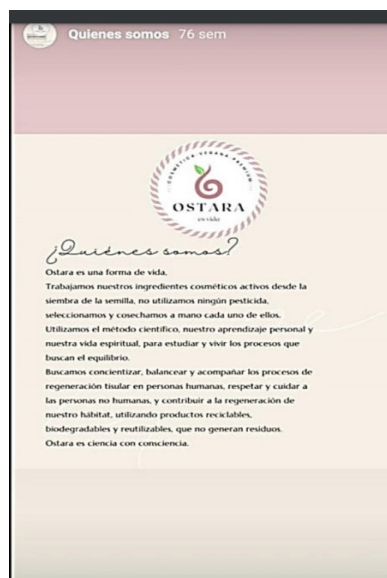 Quienes somos 76 sem
COSMÉTICA VEGANA PREMIUM
OSTARA
es vida
¿Quiénes somos?
Ostara es una forma de vida,
Trabajamos nuestros ingredientes cosméticos activos desde la
siembra de la semilla, no utilizamos ningún pesticida,
seleccionamos y cosechamos a mano cada uno de ellos.
Utilizamos el método científico, nuestro aprendizaje personal y
nuestra vida espiritual, para estudiar y vivir los procesos que
buscan el equilibrio.
Buscamos concientizar, balancear y acompañar los procesos de
regeneración tisular en personas humanas, respetar y cuidar a
las personas no humanas, y contribuir a la regeneración de
nuestro hábitat, utilizando productos reciclables,
biodegradables y reutilizables, que no generan residuos.
Ostara es ciencia con consciencia.